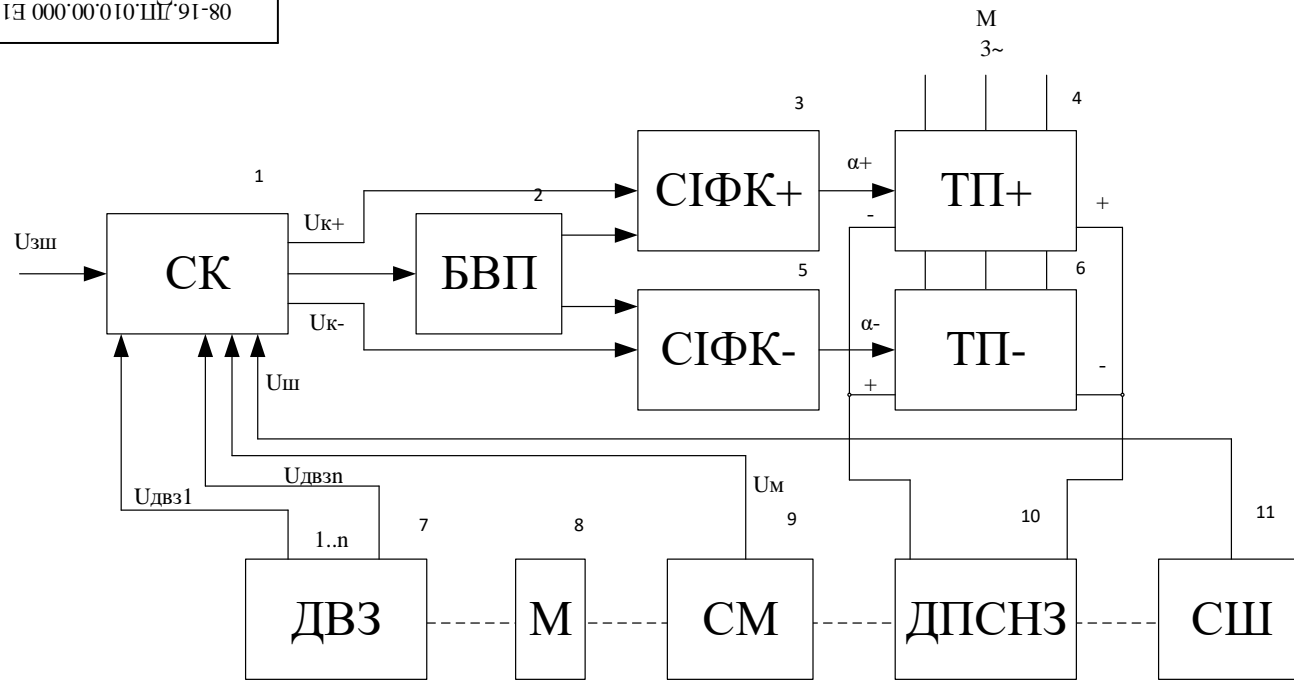 08-16.ДП.010.00.000 Е1
М
3~
3
4
СІФК+
α+
ТП+
1
2
Uк+
-
+
Uзш
СК
БВП
5
6
Uк-
СІФК-
α-
ТП-
+
-
Uш
Uдвз1
Uдвзn
Uм
1..n
7
8
9
10
11
ДВЗ
М
СМ
ДПСНЗ
СШ